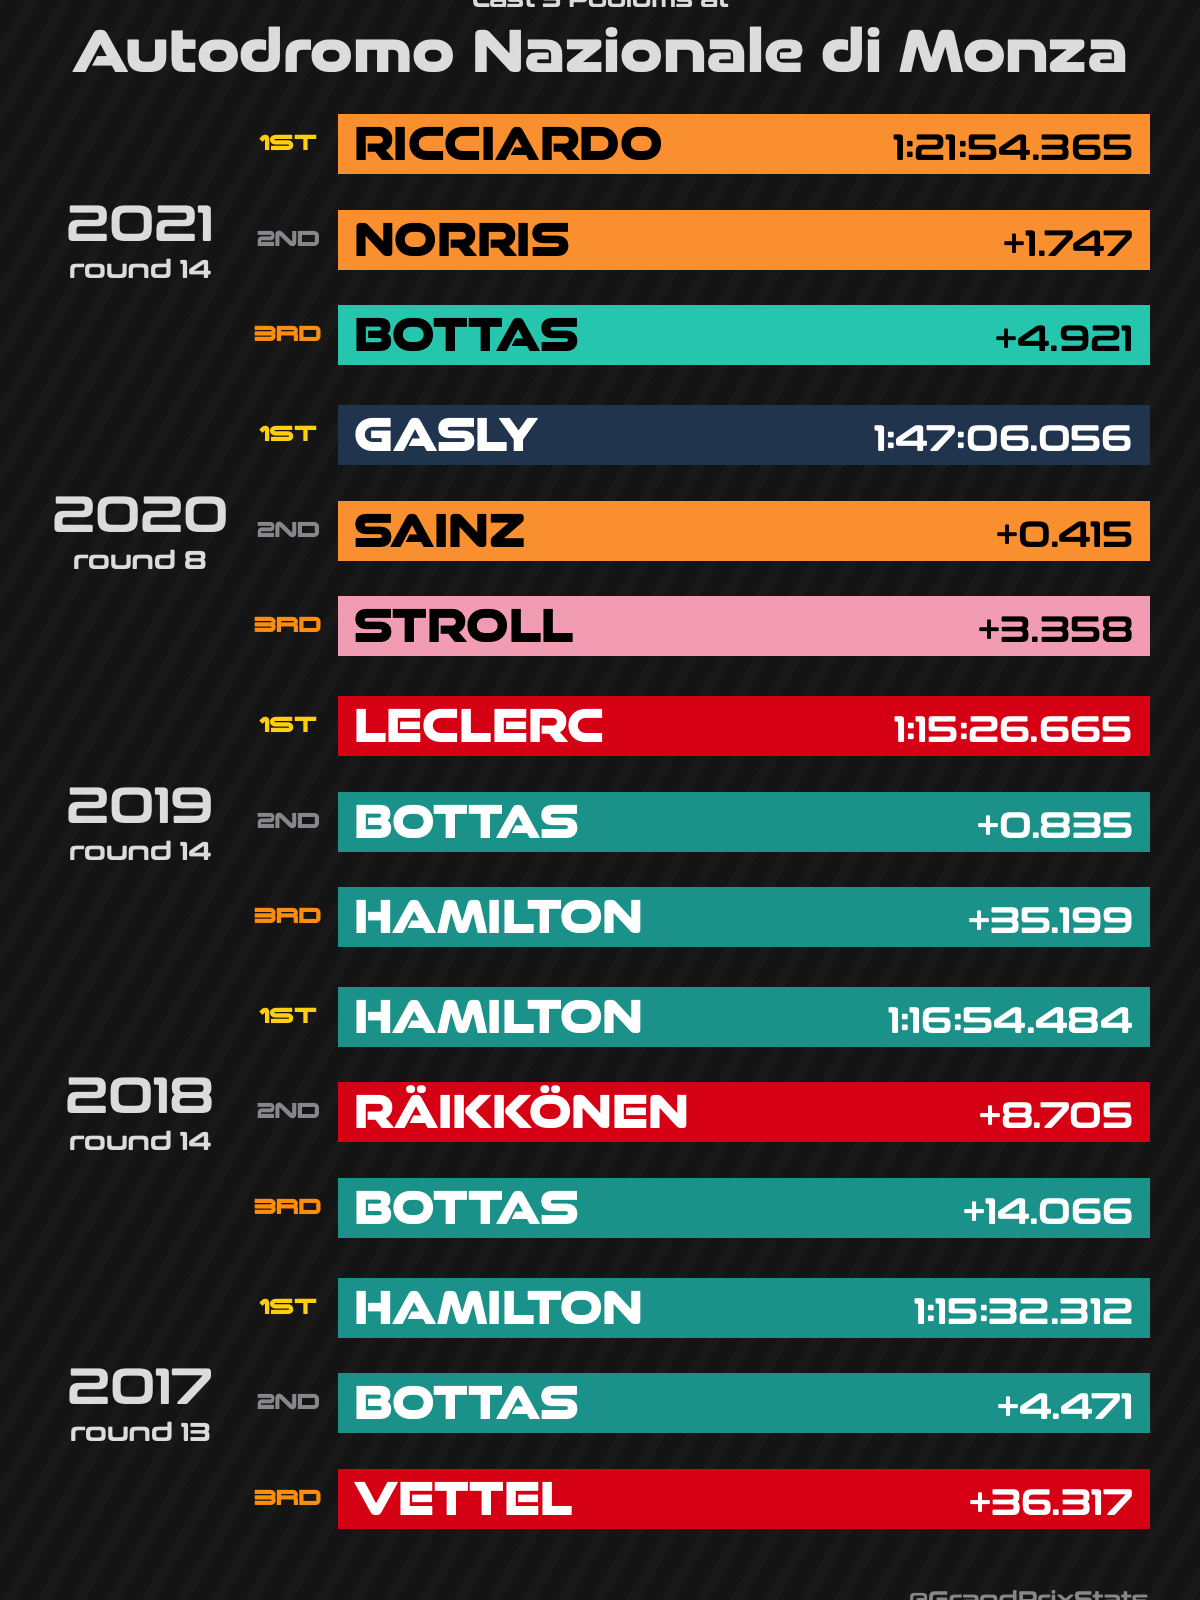 Last 5 Podiums at
Autodromo Nazionale di Monza
2021
round 14
1ST RICCIARDO 1:21:54.365
2ND NORRIS +1.747
3RD BOTTAS +4.921
2020
round 8
1ST GASLY 1:47:06.056
2ND SAINZ +0.415
3RD STROLL +3.358
2019
round 14
1ST LECLERC 1:15:26.665
2ND BOTTAS +0.835
3RD HAMILTON +35.199
2018
round 14
1ST HAMILTON 1:16:54.484
2ND RÄIKKÖNEN +8.705
3RD BOTTAS +14.066
2017
round 13
1ST HAMILTON 1:15:32.312
2ND BOTTAS +4.471
3RD VETTEL +36.317
@GrandPrixStats